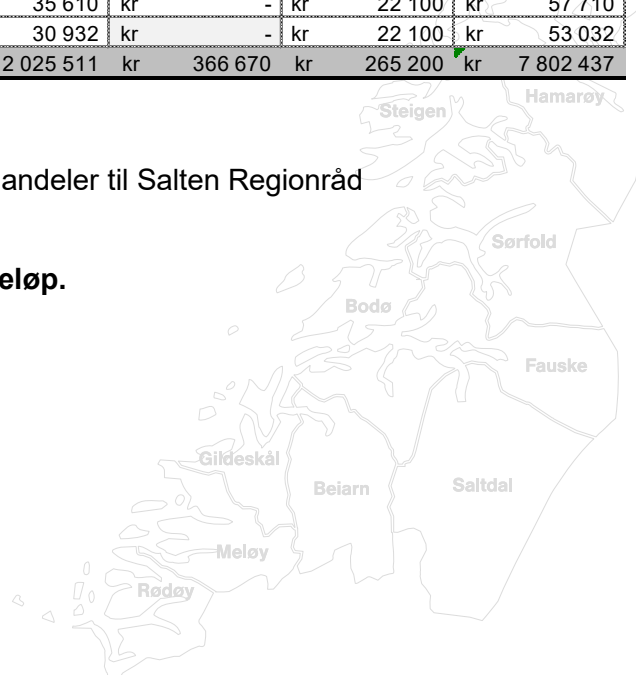 35 610 kr - kr 22 100 kr 57 710
30 932 kr - kr 22 100 kr 53 032
2 025 511 kr 366 670 kr 265 200 kr 7 802 437
Hamarøy
Steigen
andeler til Salten Regionråd
Sørfold
eløp.
Bodø
Fauske
Gildeskål
Beiarn
Saltdal
Meløy
Rødøy